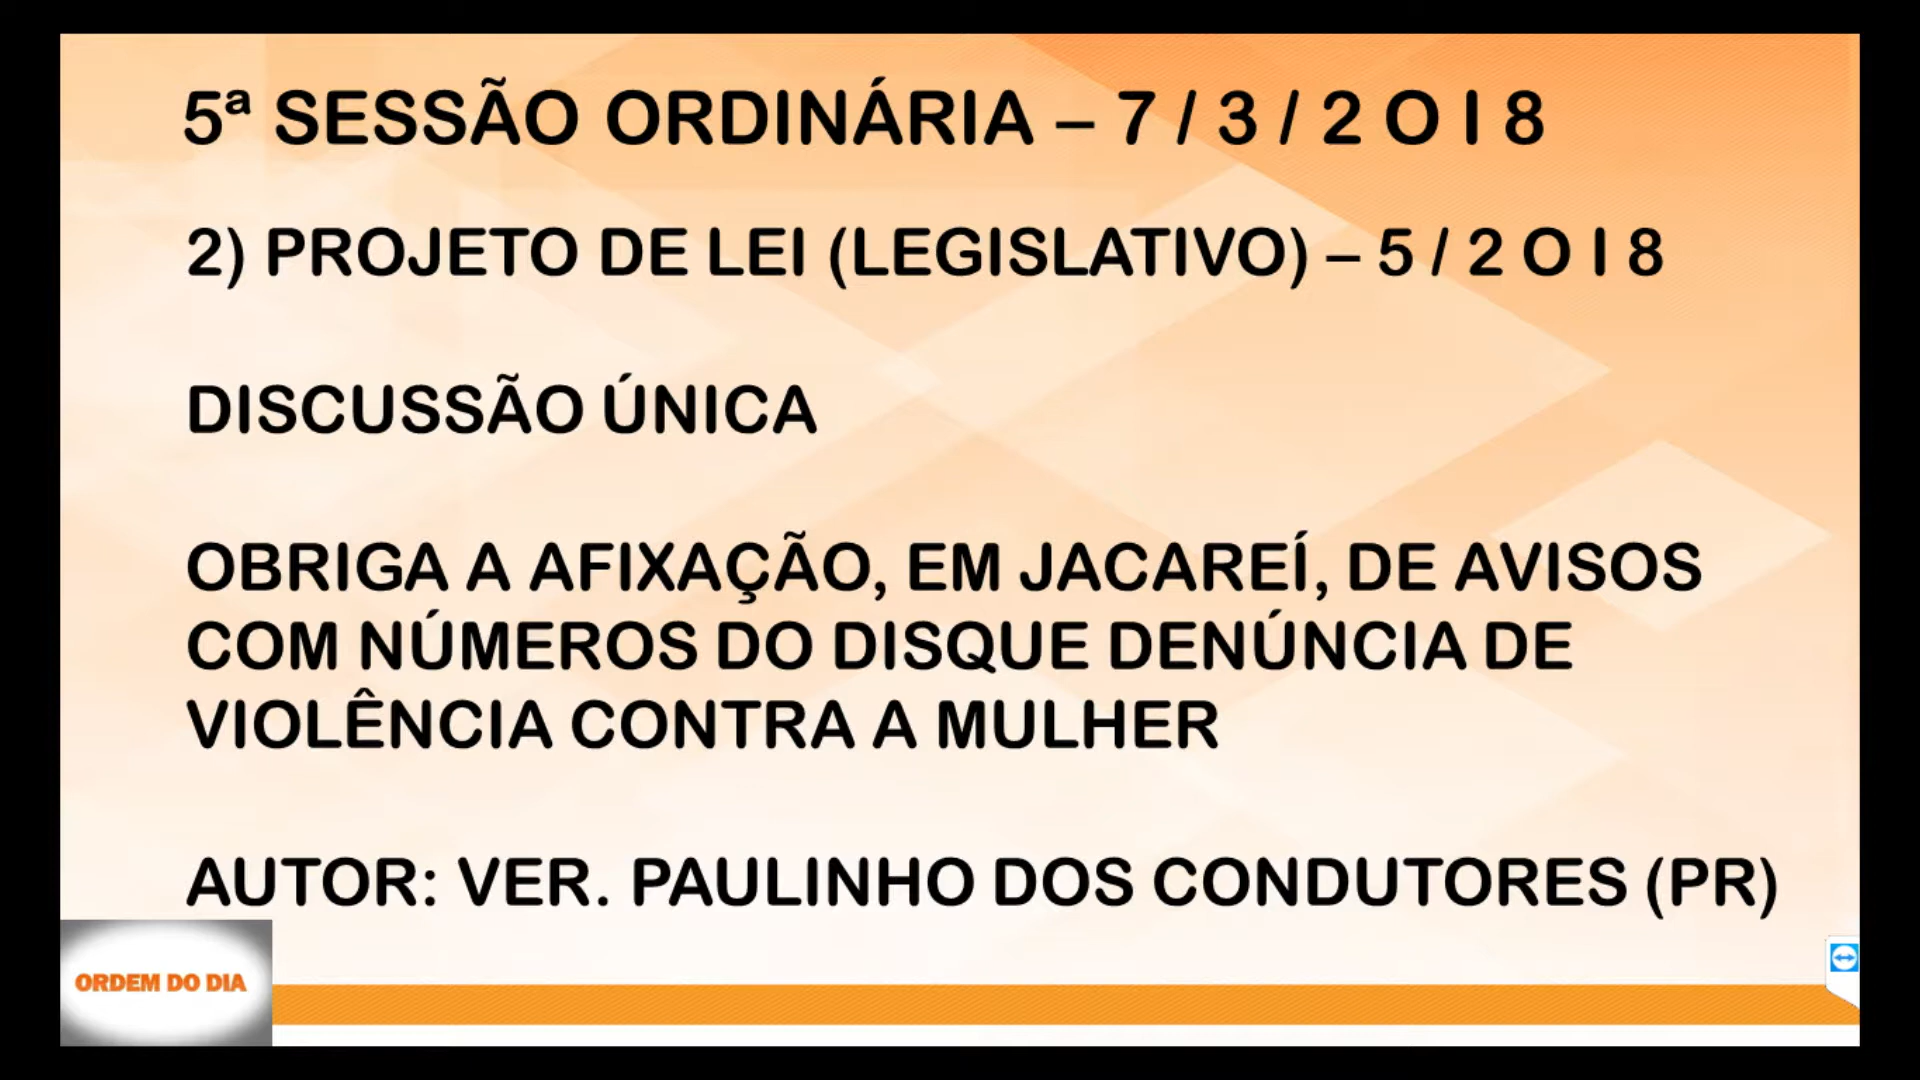 5ª SESSÃO ORDINÁRIA – 7 / 3 / 2 O I 8
2) PROJETO DE LEI (LEGISLATIVO) – 5 / 2 O I 8
DISCUSSÃO ÚNICA
OBRIGA A AFIXAÇÃO, EM JACAREÍ, DE AVISOS
COM NÚMEROS DO DISQUE DENÚNCIA DE
VIOLÊNCIA CONTRA A MULHER
AUTOR: VER. PAULINHO DOS CONDUTORES (PR)
ORDEM DO DIA